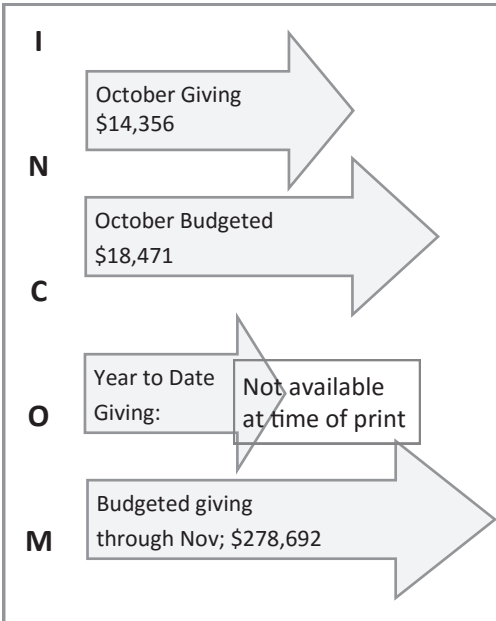 I
October Giving
$14,356
N
October Budgeted
$18,471
C
Year to Date
Giving:
Not available
at time of print
O
Budgeted giving
through Nov; $278,692
M